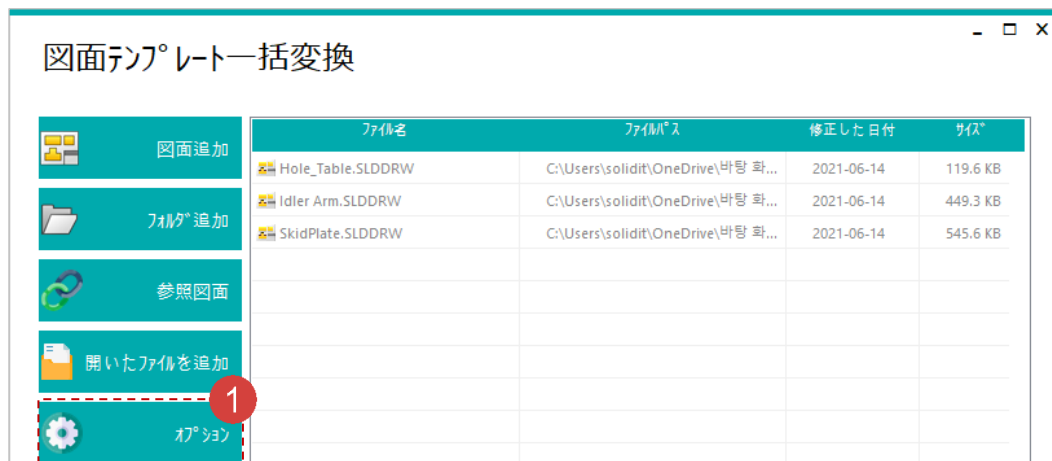 図面ﾃﾝﾌﾟﾚｰﾄ一括変換
図面追加
ﾌｫﾙﾀﾞ追加
参照図面
開いたﾌｧｲﾙを追加
1
ｵﾌﾟｼｮﾝ
ﾌｧｲﾙ名 ﾌｧｲﾙﾊﾟｽ 修正した日付 ｻｲｽﾞ
Hole_Table.SLDDRW C:\Users\solidit\OneDrive\바탕 화... 2021-06-14 119.6 KB
Idler Arm.SLDDRW C:\Users\solidit\OneDrive\바탕 화... 2021-06-14 449.3 KB
SkidPlate.SLDDRW C:\Users\solidit\OneDrive\바탕 화... 2021-06-14 545.6 KB